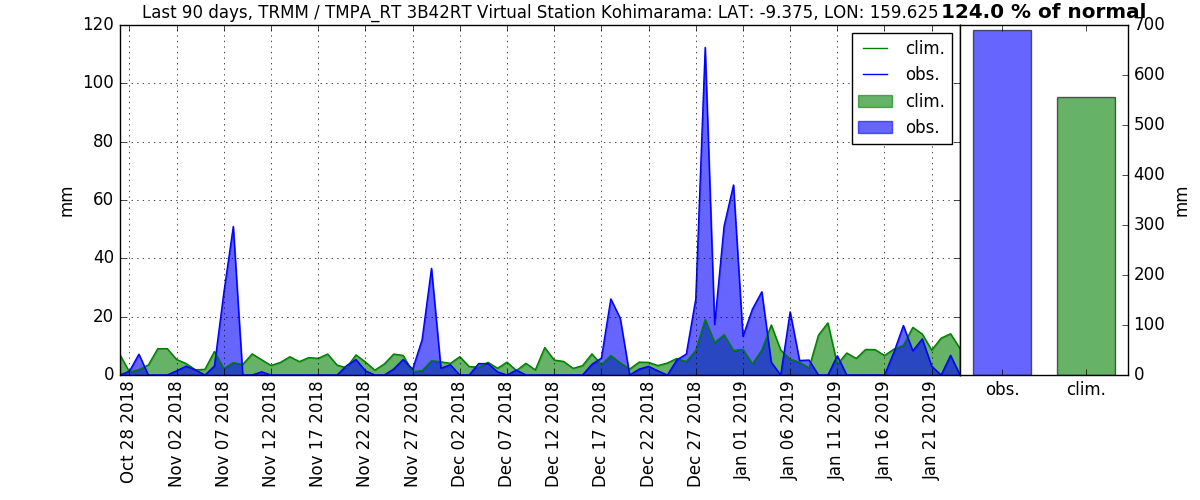 Last 90 days, TRMM / TMPA_RT 3B42RT Virtual Station Kohimarama: LAT: -9.375, LON: 159.625
124.0 % of normal
120
100
80
60
40
20
0
mm
clim.
obs.
clim.
obs.
Oct 28 2018
Nov 02 2018
Nov 07 2018
Nov 12 2018
Nov 17 2018
Nov 22 2018
Nov 27 2018
Dec 02 2018
Dec 07 2018
Dec 12 2018
Dec 17 2018
Dec 22 2018
Dec 27 2018
Jan 01 2019
Jan 06 2019
Jan 11 2019
Jan 16 2019
Jan 21 2019
700
600
500
400
300
200
100
0
mm
obs.
clim.